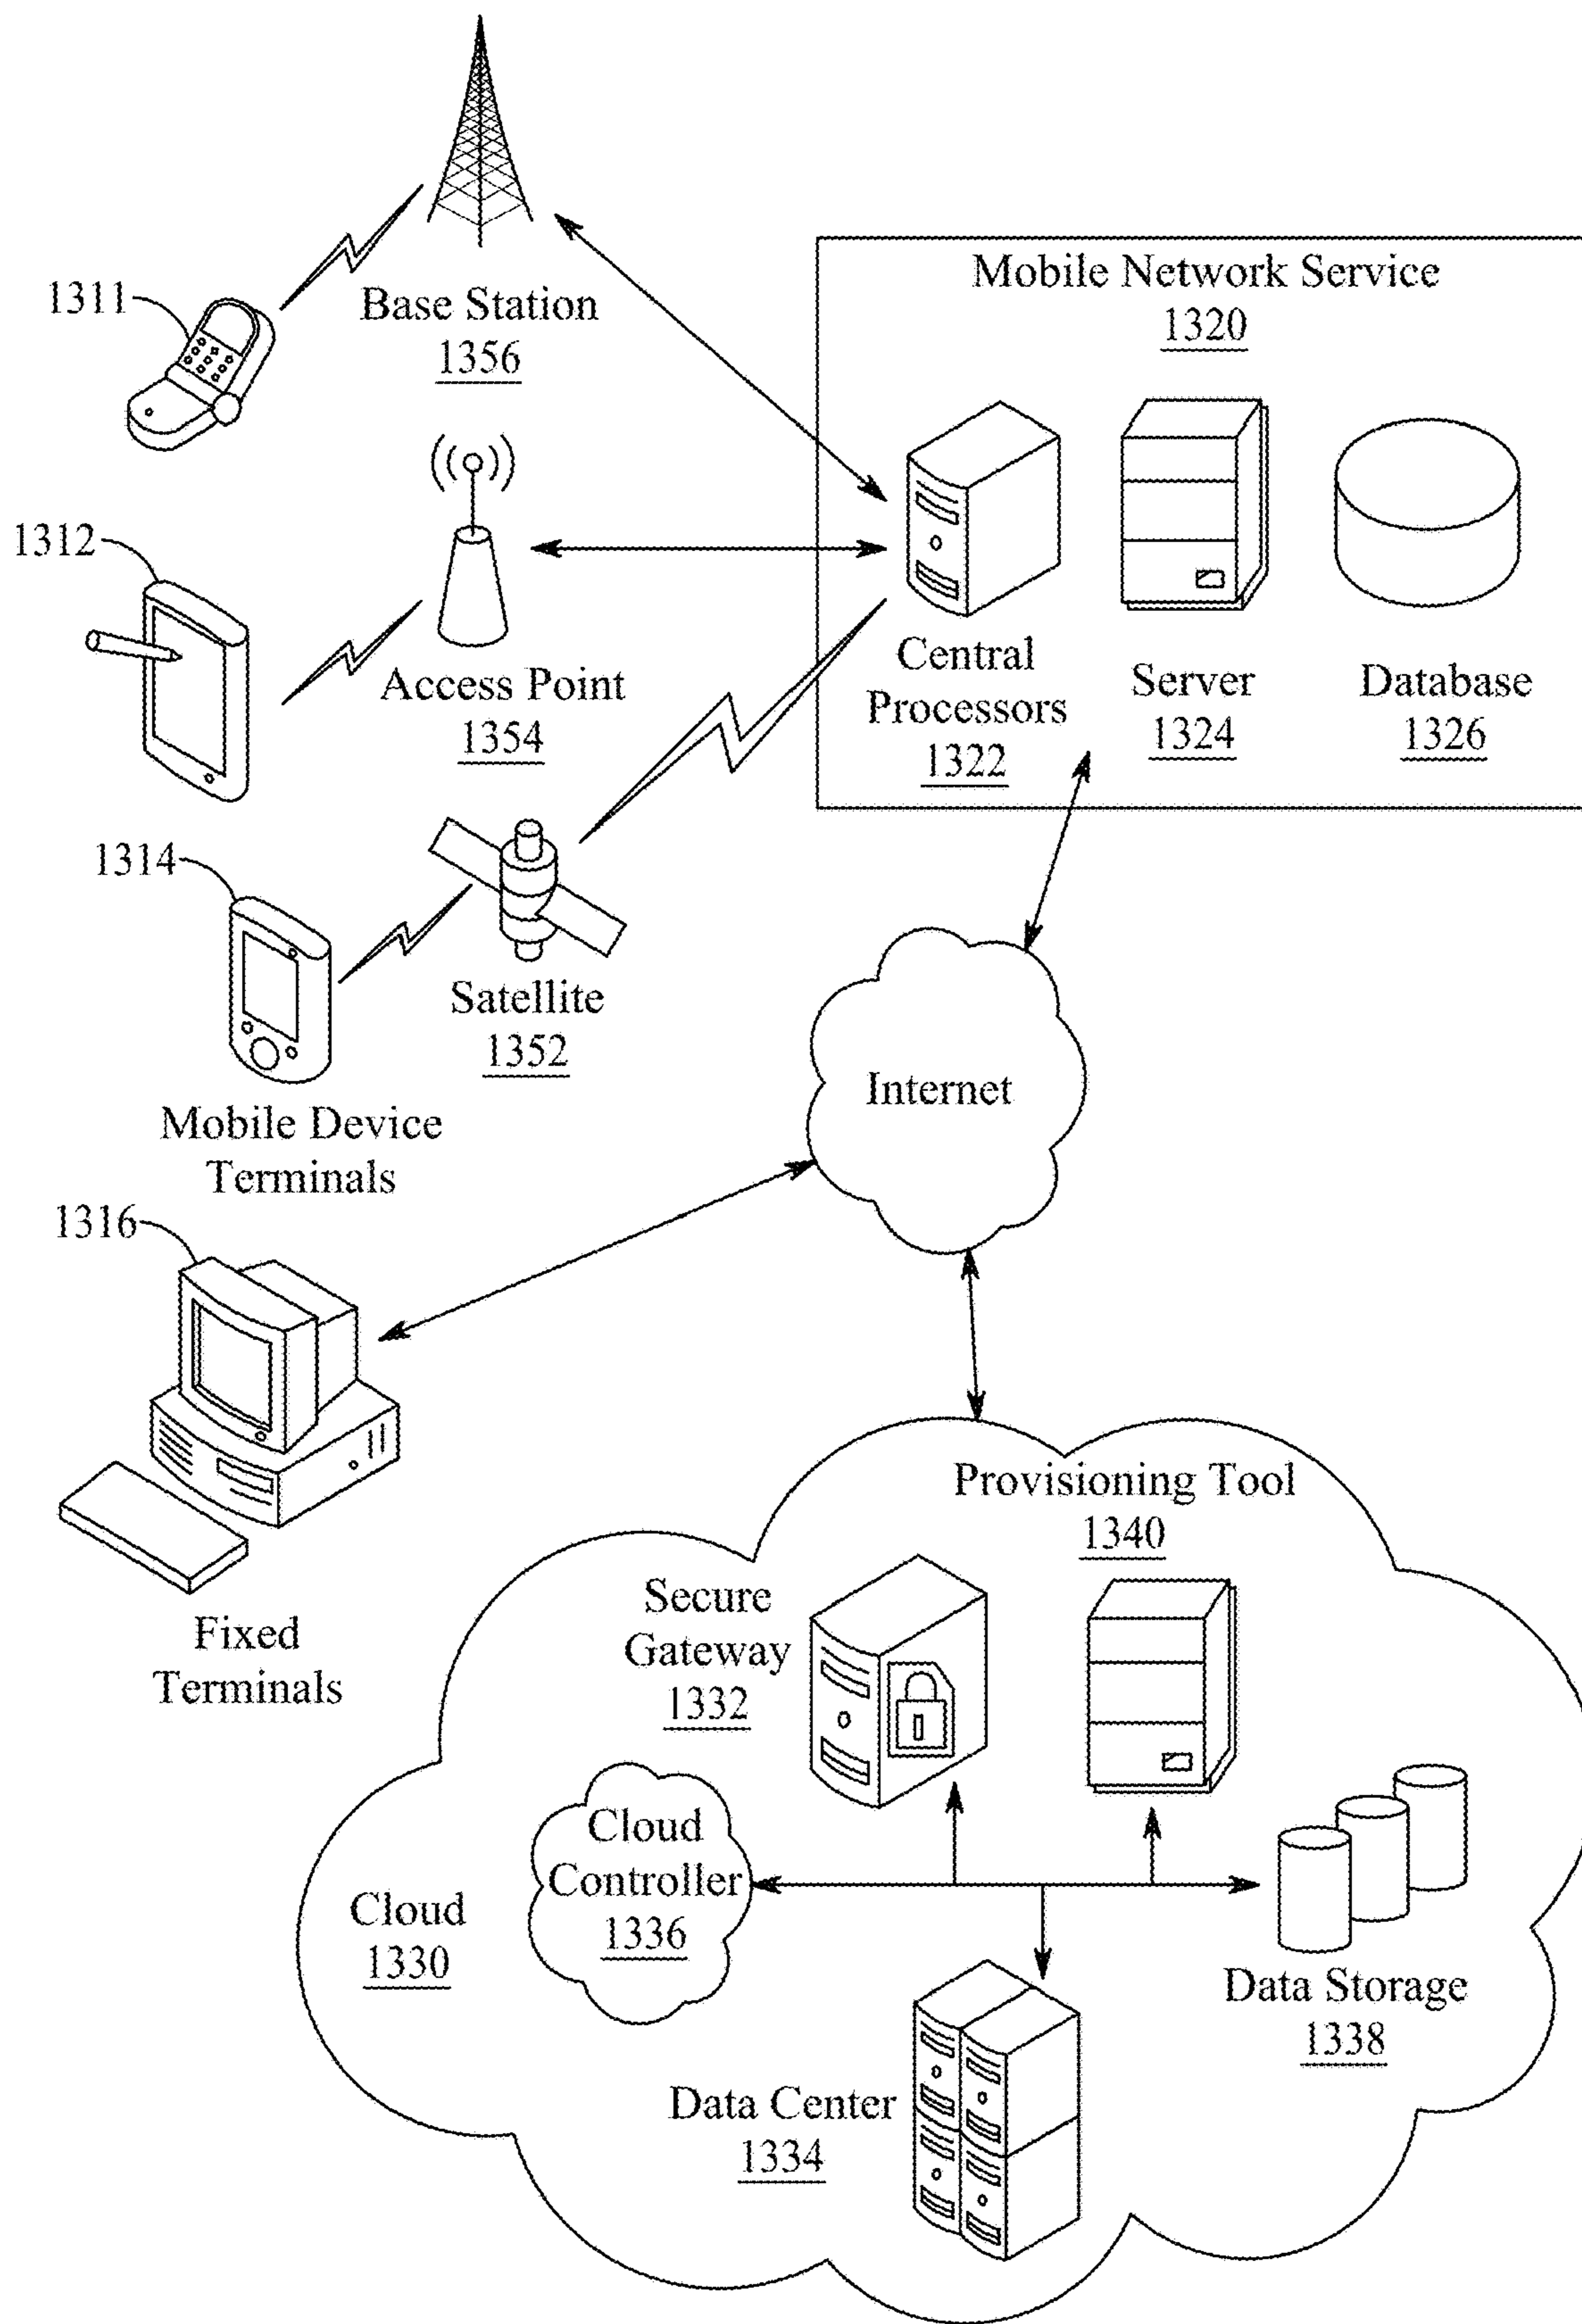 1311
Base Station
1356
Mobile Network Service
1320
1312
Access Point
1354
Central
Processors
1322
Server
1324
Database
1326
1314
Satellite
1352
Mobile Device
Terminals
Internet
1316
Fixed
Terminals
Provisioning Tool
1340
Secure
Gateway
1332
Cloud
Controller
1336
Cloud
1330
Data Storage
1338
Data Center
1334